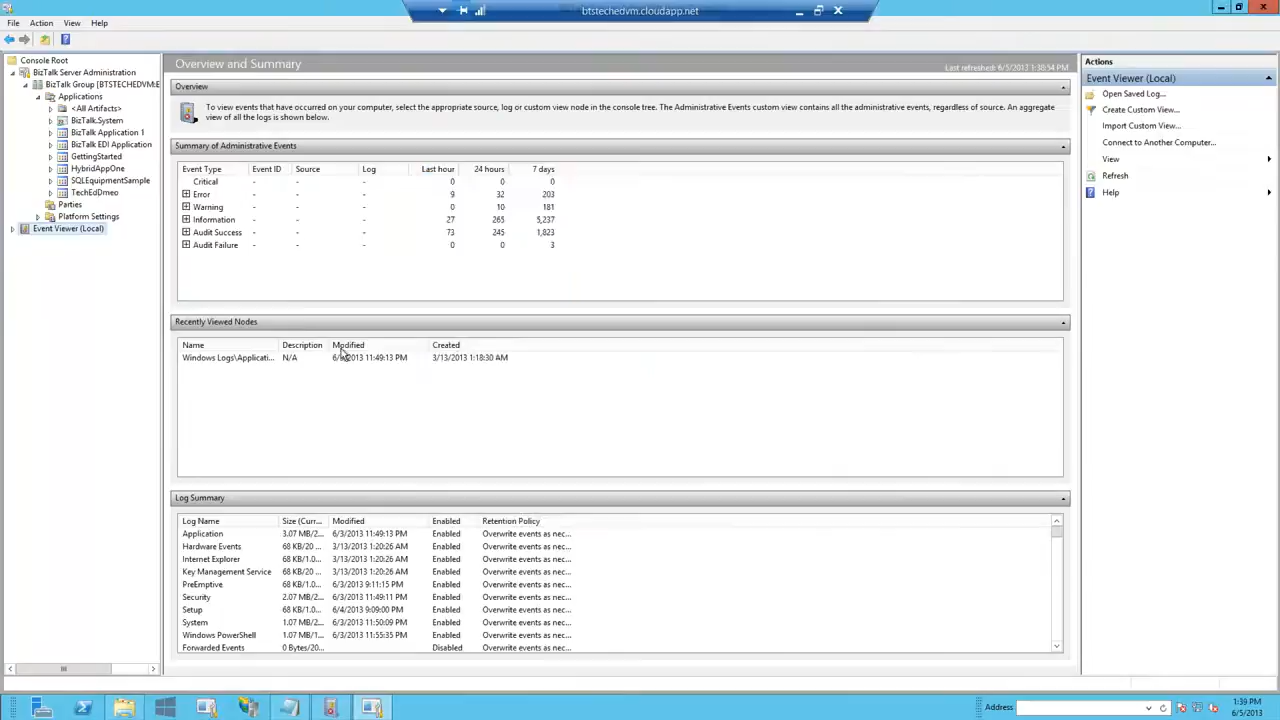 btstechedvm.cloudapp.net
File Action View Help
Console Root
BizTalk Server Administration
BizTalk Group [BTSTECHEDVM:E
Applications
<All Artifacts>
BizTalk.System
BizTalk Application 1
BizTalk EDI Application
GettingStarted
HybridAppOne
SQLEquipmentSample
TechEdDmeo
Parties
Platform Settings
Event Viewer (Local)
Overview and Summary
Last refreshed: 6/5/2013 1:38:54 PM
Overview
To view events that have occurred on your computer, select the appropriate source, log or custom view node in the console tree. The Administrative Events custom view contains all the administrative events, regardless of source. An aggregate
view of all the logs is shown below.
Summary of Administrative Events
Event Type Event ID Source Log Last hour 24 hours 7 days
Critical - - - 0 0 0
Error - - - 9 32 203
Warning - - - 0 10 181
Information - - - 27 265 5,237
Audit Success - - - 73 245 1,823
Audit Failure - - - 0 0 3
Recently Viewed Nodes
Name Description Modified Created
Windows Logs\Applicati... N/A 11:49:13 PM 3/13/2013 1:18:30 AM
Log Summary
Log Name Size (Curr... Modified Enabled Retention Policy
Application 3.07 MB/2... 6/3/2013 11:49:13 PM Enabled Overwrite events as nec...
Hardware Events 68 KB/20 ... 3/13/2013 1:20:26 AM Enabled Overwrite events as nec...
Internet Explorer 68 KB/1.0... 3/13/2013 1:20:26 AM Enabled Overwrite events as nec...
Key Management Service 68 KB/20 ... 3/13/2013 1:20:26 AM Enabled Overwrite events as nec...
PreEmptive 68 KB/1.0... 6/3/2013 9:11:15 PM Enabled Overwrite events as nec...
Security 2.07 MB/2... 6/3/2013 11:49:11 PM Enabled Overwrite events as nec...
Setup 68 KB/1.0... 6/4/2013 9:09:00 PM Enabled Overwrite events as nec...
System 1.07 MB/2... 6/3/2013 11:50:09 PM Enabled Overwrite events as nec...
Windows PowerShell 1.07 MB/1... 6/3/2013 11:55:35 PM Enabled Overwrite events as nec...
Forwarded Events 0 Bytes/20... Disabled Overwrite events as nec...
Actions
Event Viewer (Local)
Open Saved Log...
Create Custom View...
Import Custom View...
Connect to Another Computer...
View
Refresh
Help
Address
1:39 PM
6/5/2013